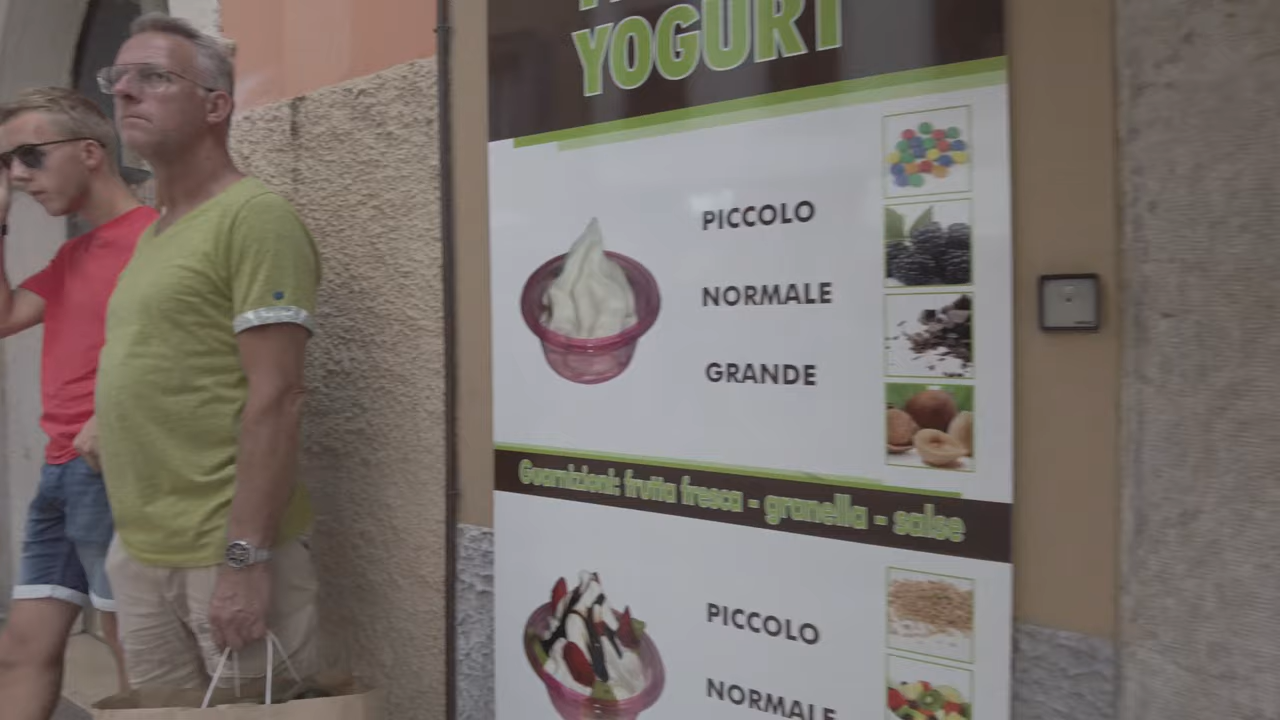 YOGURT
PICCOLO
NORMALE
GRANDE
Guarnizioni: frutta fresca - granella - salse
PICCOLO
NORMALE